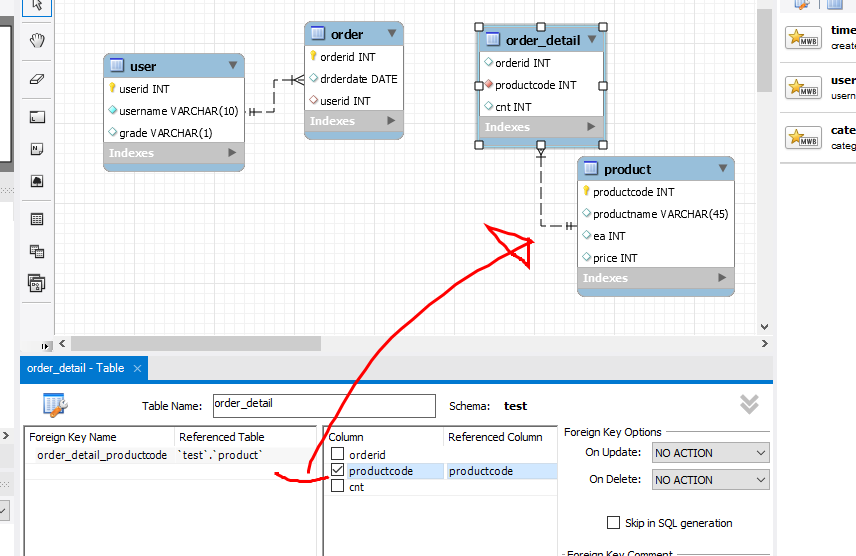 user
userid INT
username VARCHAR(10)
grade VARCHAR(1)
Indexes
order
orderid INT
drderdate DATE
userid INT
Indexes
order_detail
orderid INT
productcode INT
cnt INT
Indexes
product
productcode INT
productname VARCHAR(45)
ea INT
price INT
Indexes
MWB
time
create
MWB
user
usern
MWB
cate
categ
order_detail - Table
Table Name: order_detail Schema: test
Foreign Key Name Referenced Table
order_detail_productcode `test`.`product`
Column Referenced Column
orderid
productcode productcode
cnt
Foreign Key Options
On Update: NO ACTION
On Delete: NO ACTION
Skip in SQL generation
Foreign Key Comment